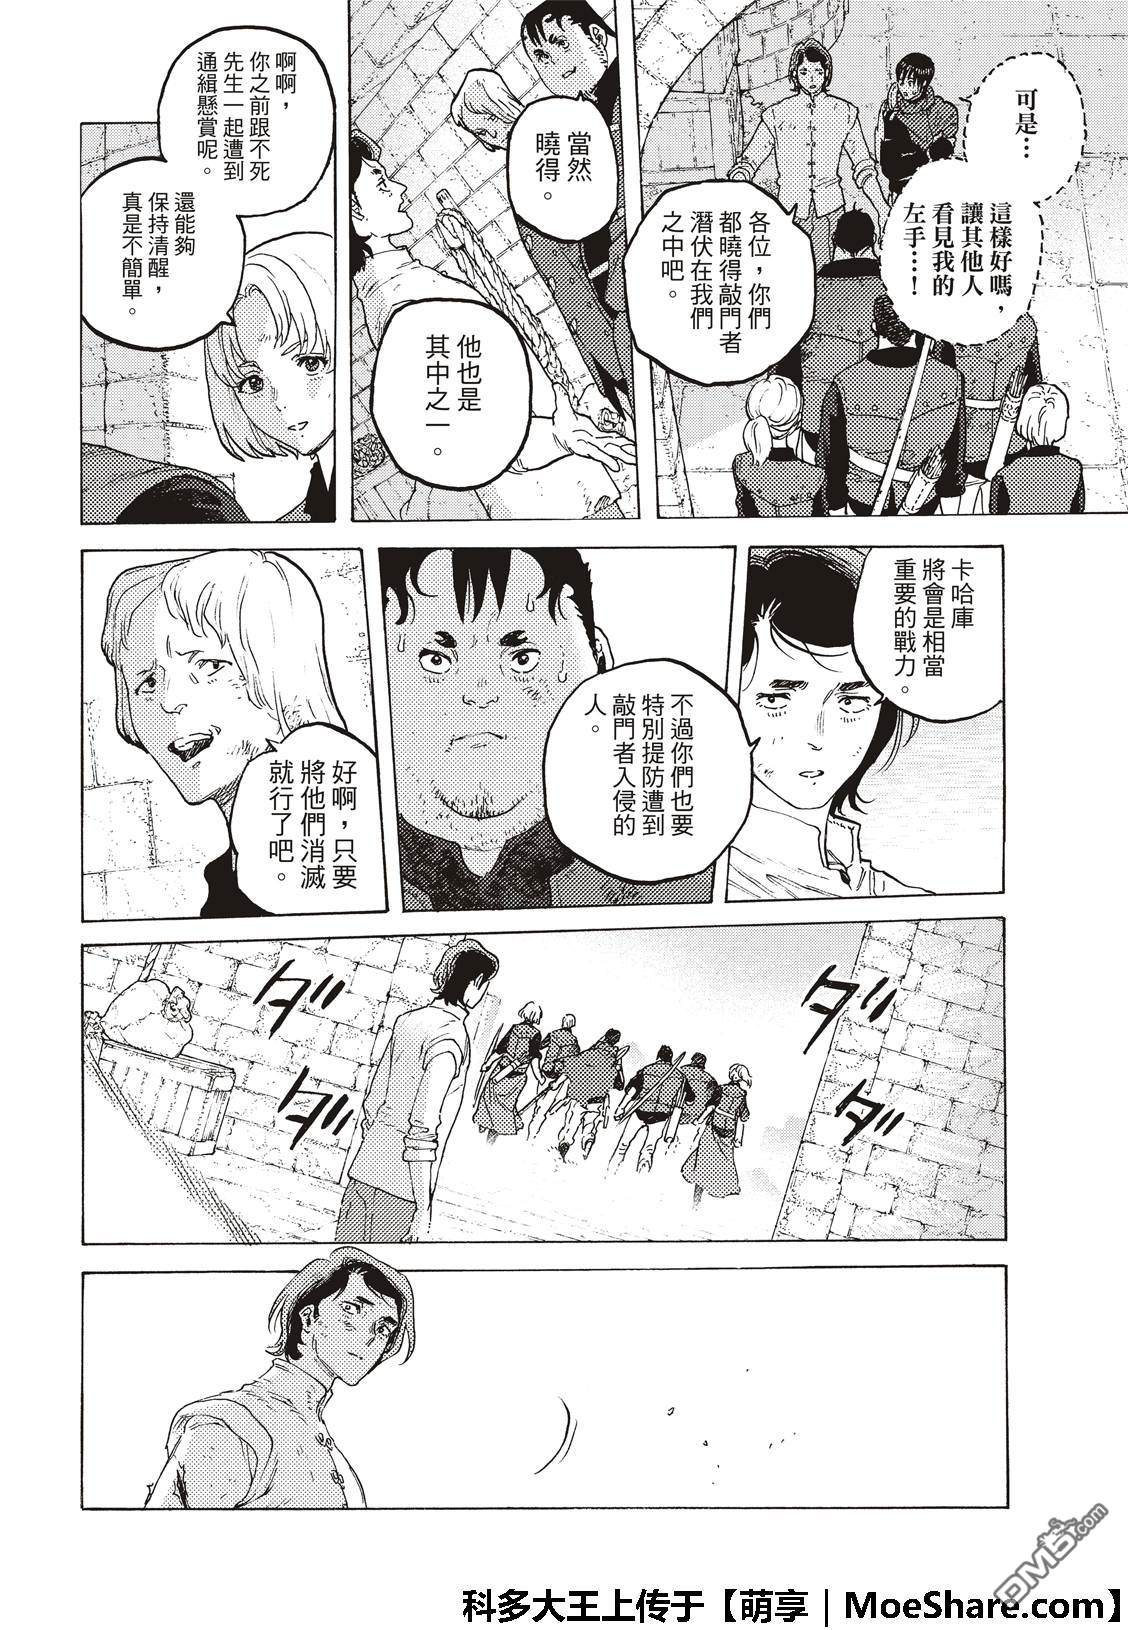 可是…
這樣好嗎，
讓其他人
看見我的
左手…！
各位，你們
都曉得敲門者
潛伏在我們
之中吧。
當然
曉得。
他也是
其中之一。
啊啊，
你之前跟不死
先生一起遭到
通緝懸賞呢。
還能夠
保持清醒，
真是不簡單。
卡哈庫
將會是相當
重要的戰力。
不過你們也要
特別提防遭到
敲門者入侵的
人。
好啊，只要
將他們消滅
就行了吧。
ダッ
ダッ
ダッ
ダッ
DM5.com
科多大王上传于【萌享｜MoeShare.com】